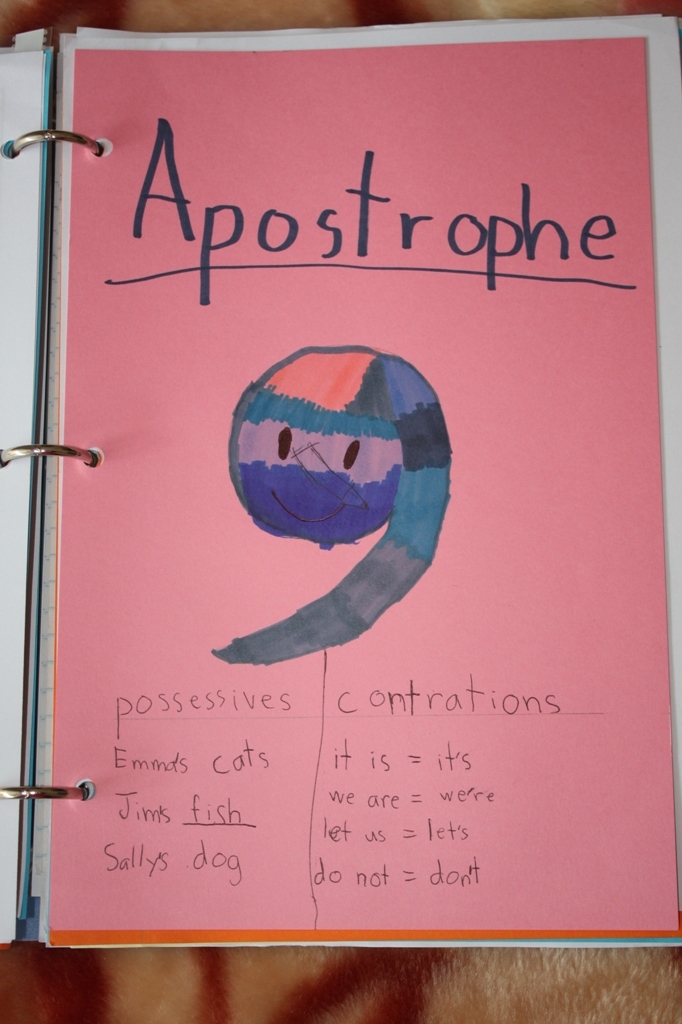 Apostrophe
possessives
Emma's cats
Jim's fish
Sally's dog
contrations
it is = it's
we are = we're
let us = let's
do not = don't